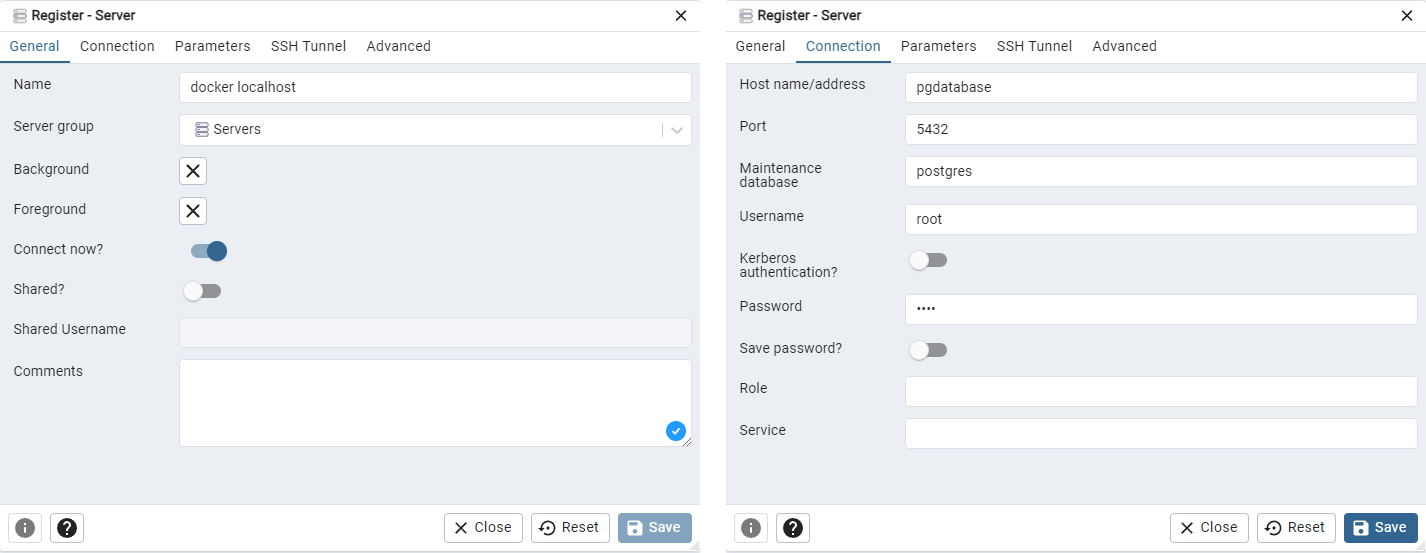 Register - Server
General Connection Parameters SSH Tunnel Advanced
Name docker localhost
Server group Servers
Background
Foreground
Connect now?
Shared?
Shared Username
Comments
Close Reset Save
Register - Server
General Connection Parameters SSH Tunnel Advanced
Host name/address pgdatabase
Port 5432
Maintenance
database
postgres
Username root
Kerberos
authentication?
Password ••••
Save password?
Role
Service
Close Reset Save